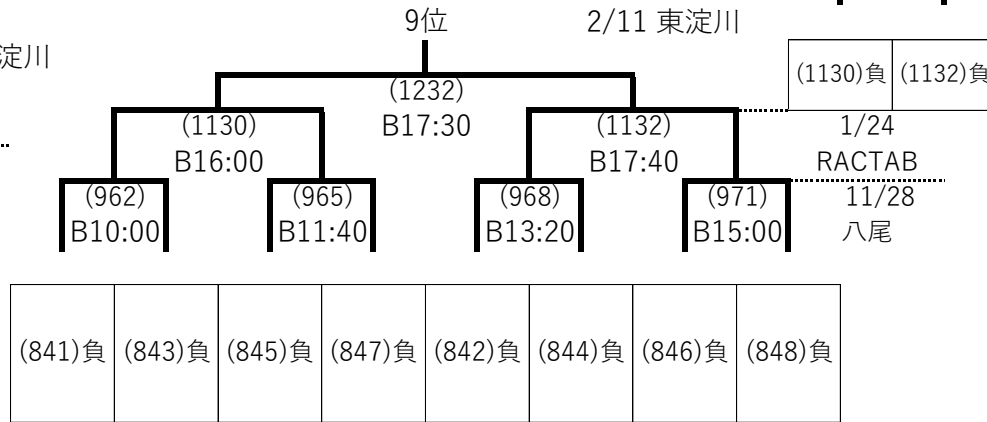 9位 2/11 東淀川
淀川
(1130)負 (1132)負
(1232)
B17:30
(1130) (1132) 1/24
B16:00 B17:40 RACTAB
(962) (965) (968) (971) 11/28
B10:00 B11:40 B13:20 B15:00 八尾
(841)負 (843)負 (845)負 (847)負 (842)負 (844)負 (846)負 (848)負